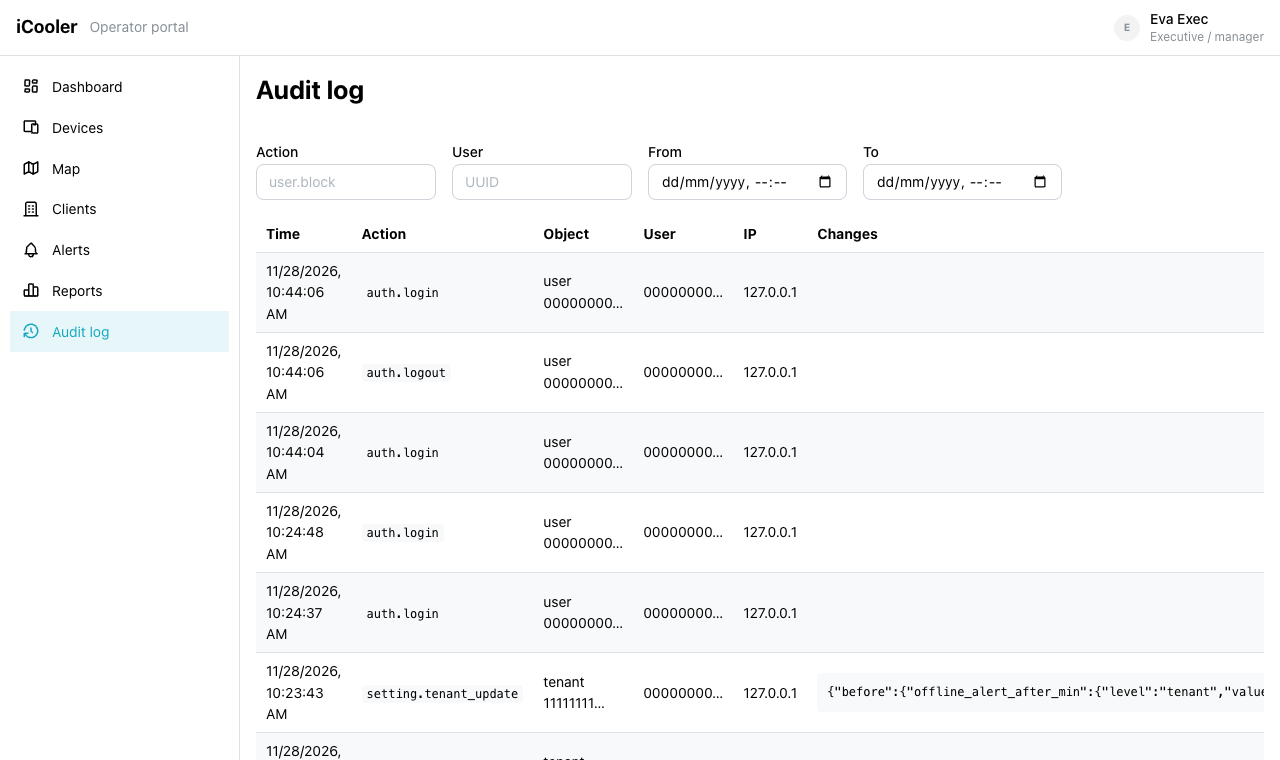 iCooler Operator portal
E
Eva Exec
Executive / manager
Dashboard
Devices
Map
Clients
Alerts
Reports
Audit log
Audit log
Action User From To
user.block UUID dd/mm/yyyy, --:-- dd/mm/yyyy, --:--
Time Action Object User IP Changes
11/28/2026,
10:44:06
AM
auth.login
user
00000000...
00000000...
127.0.0.1
11/28/2026,
10:44:06
AM
auth.logout
user
00000000...
00000000...
127.0.0.1
11/28/2026,
10:44:04
AM
auth.login
user
00000000...
00000000...
127.0.0.1
11/28/2026,
10:24:48
AM
auth.login
user
00000000...
00000000...
127.0.0.1
11/28/2026,
10:24:37
AM
auth.login
user
00000000...
00000000...
127.0.0.1
11/28/2026,
10:23:43
AM
setting.tenant_update
tenant
11111111...
00000000...
127.0.0.1
{"before":{"offline_alert_after_min":{"level":"tenant","value
11/28/2026,
tenant